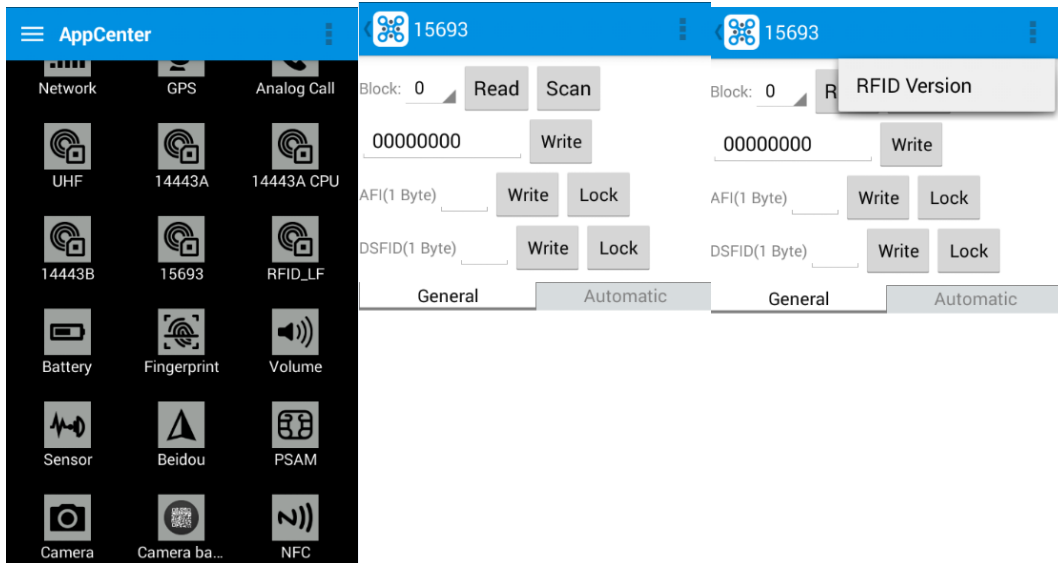 AppCenter
Network GPS Analog Call
UHF 14443A 14443A CPU
14443B 15693 RFID_LF
Battery Fingerprint Volume
Sensor Beidou PSAM
Camera Camera ba... NFC
15693
Block: 0 Read Scan
00000000 Write
AFI(1 Byte) Write Lock
DSFID(1 Byte) Write Lock
General Automatic
15693
RFID Version
Block: 0 R
00000000 Write
AFI(1 Byte) Write Lock
DSFID(1 Byte) Write Lock
General Automatic